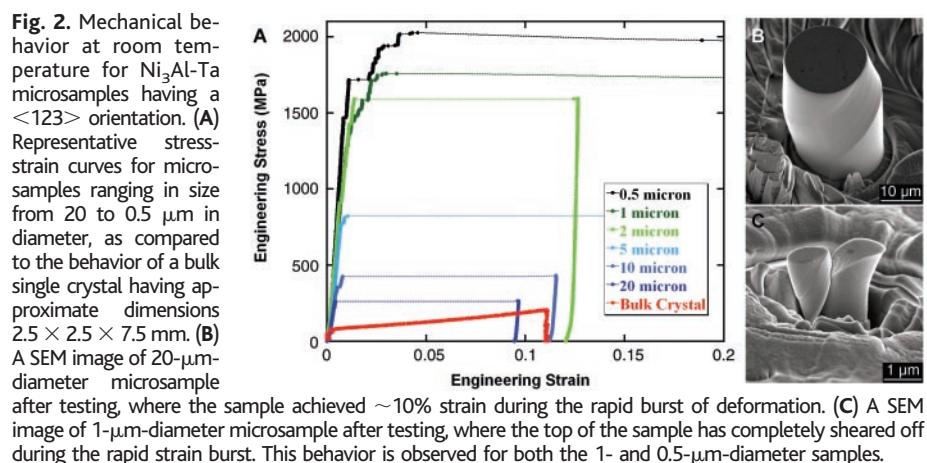 Fig. 2. Mechanical be-
havior at room tem-
perature for Ni₃Al-Ta
microsamples having a
<123> orientation. (A)
Representative stress-
strain curves for micro-
samples ranging in size
from 20 to 0.5 μm in
diameter, as compared
to the behavior of a bulk
single crystal having ap-
proximate dimensions
2.5 × 2.5 × 7.5 mm. (B)
A SEM image of 20-μm-
diameter microsample
after testing, where the sample achieved ~10% strain during the rapid burst of deformation. (C) A SEM
image of 1-μm-diameter microsample after testing, where the top of the sample has completely sheared off
during the rapid strain burst. This behavior is observed for both the 1- and 0.5-μm-diameter samples.
A
2000
1500
1000
500
0
Engineering Stress (MPa)
0.5 micron
1 micron
2 micron
5 micron
10 micron
20 micron
Bulk Crystal
0
0.05
0.1
0.15
0.2
Engineering Strain
B
10 μm
C
1 μm